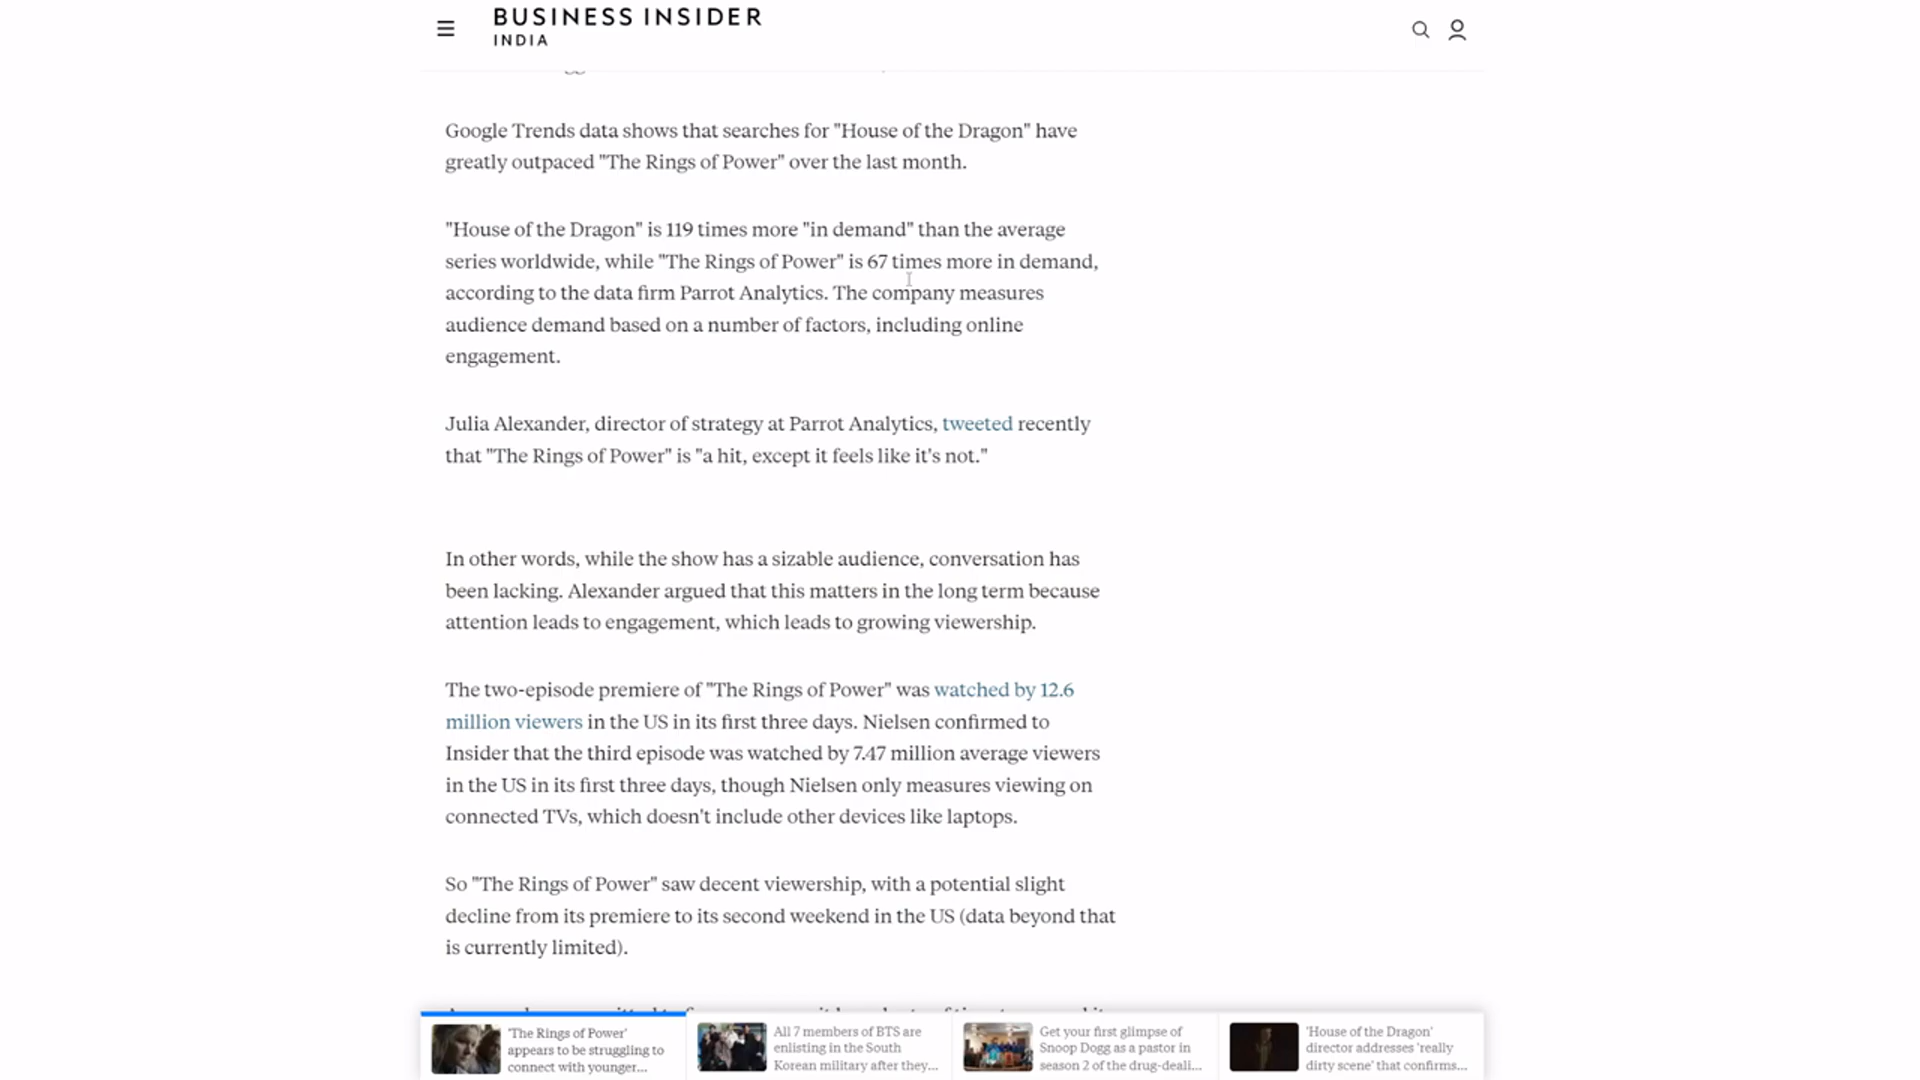 BUSINESS INSIDER
INDIA
Google Trends data shows that searches for "House of the Dragon" have
greatly outpaced "The Rings of Power" over the last month.
"House of the Dragon" is 119 times more "in demand" than the average
series worldwide, while "The Rings of Power" is 67 times more in demand,
according to the data firm Parrot Analytics. The company measures
audience demand based on a number of factors, including online
engagement.
Julia Alexander, director of strategy at Parrot Analytics, tweeted recently
that "The Rings of Power" is "a hit, except it feels like it's not."
In other words, while the show has a sizable audience, conversation has
been lacking. Alexander argued that this matters in the long term because
attention leads to engagement, which leads to growing viewership.
The two-episode premiere of "The Rings of Power" was watched by 12.6
million viewers in the US in its first three days. Nielsen confirmed to
Insider that the third episode was watched by 7.47 million average viewers
in the US in its first three days, though Nielsen only measures viewing on
connected TVs, which doesn't include other devices like laptops.
So "The Rings of Power" saw decent viewership, with a potential slight
decline from its premiere to its second weekend in the US (data beyond that
is currently limited).
'The Rings of Power'
appears to be struggling to
connect with younger...
All 7 members of BTS are
enlisting in the South
Korean military after they...
Get your first glimpse of
Snoop Dogg as a pastor in
season 2 of the drug-deali...
'House of the Dragon'
director addresses 'really
dirty scene' that confirms...